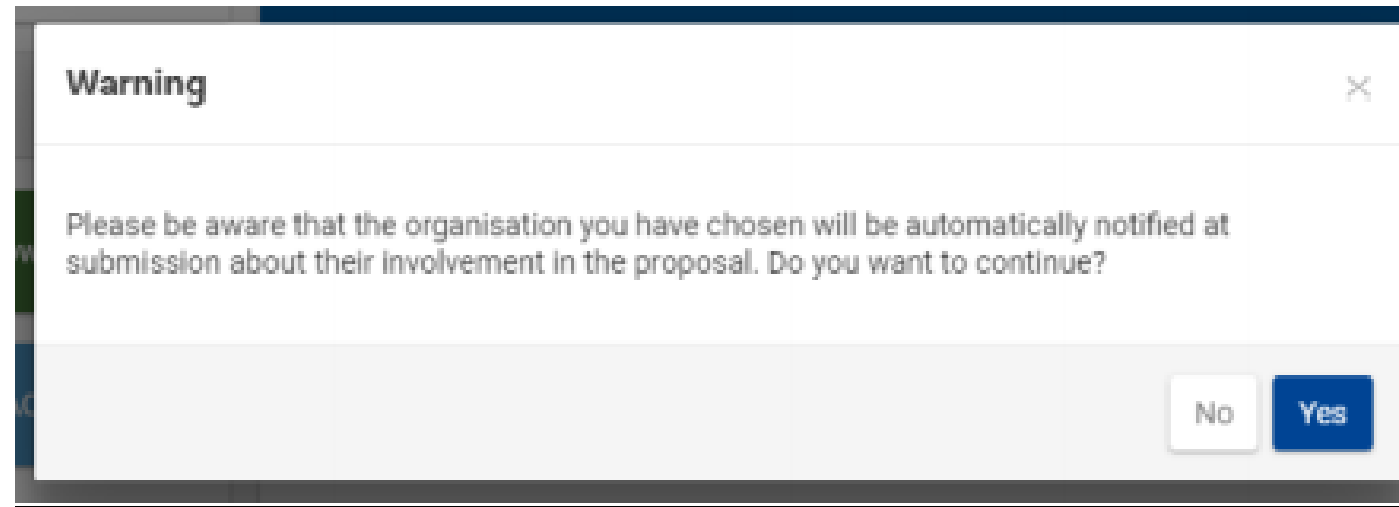 Warning
Please be aware that the organisation you have chosen will be automatically notified at
submission about their involvement in the proposal. Do you want to continue?
No
Yes